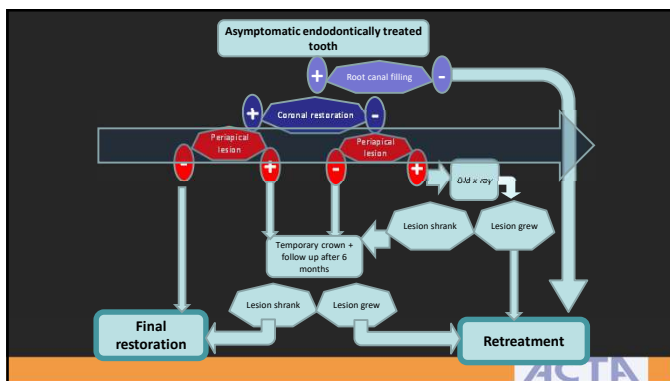 Asymptomatic endodontically treated
tooth
+
Root canal filling
-
+
Coronal restoration
-
Periapical
lesion
Periapical
lesion
-
+
-
+
Old x ray
Lesion shrank
Lesion grew
Temporary crown +
follow up after 6
months
Lesion shrank
Lesion grew
Final
restoration
Retreatment
ACTA